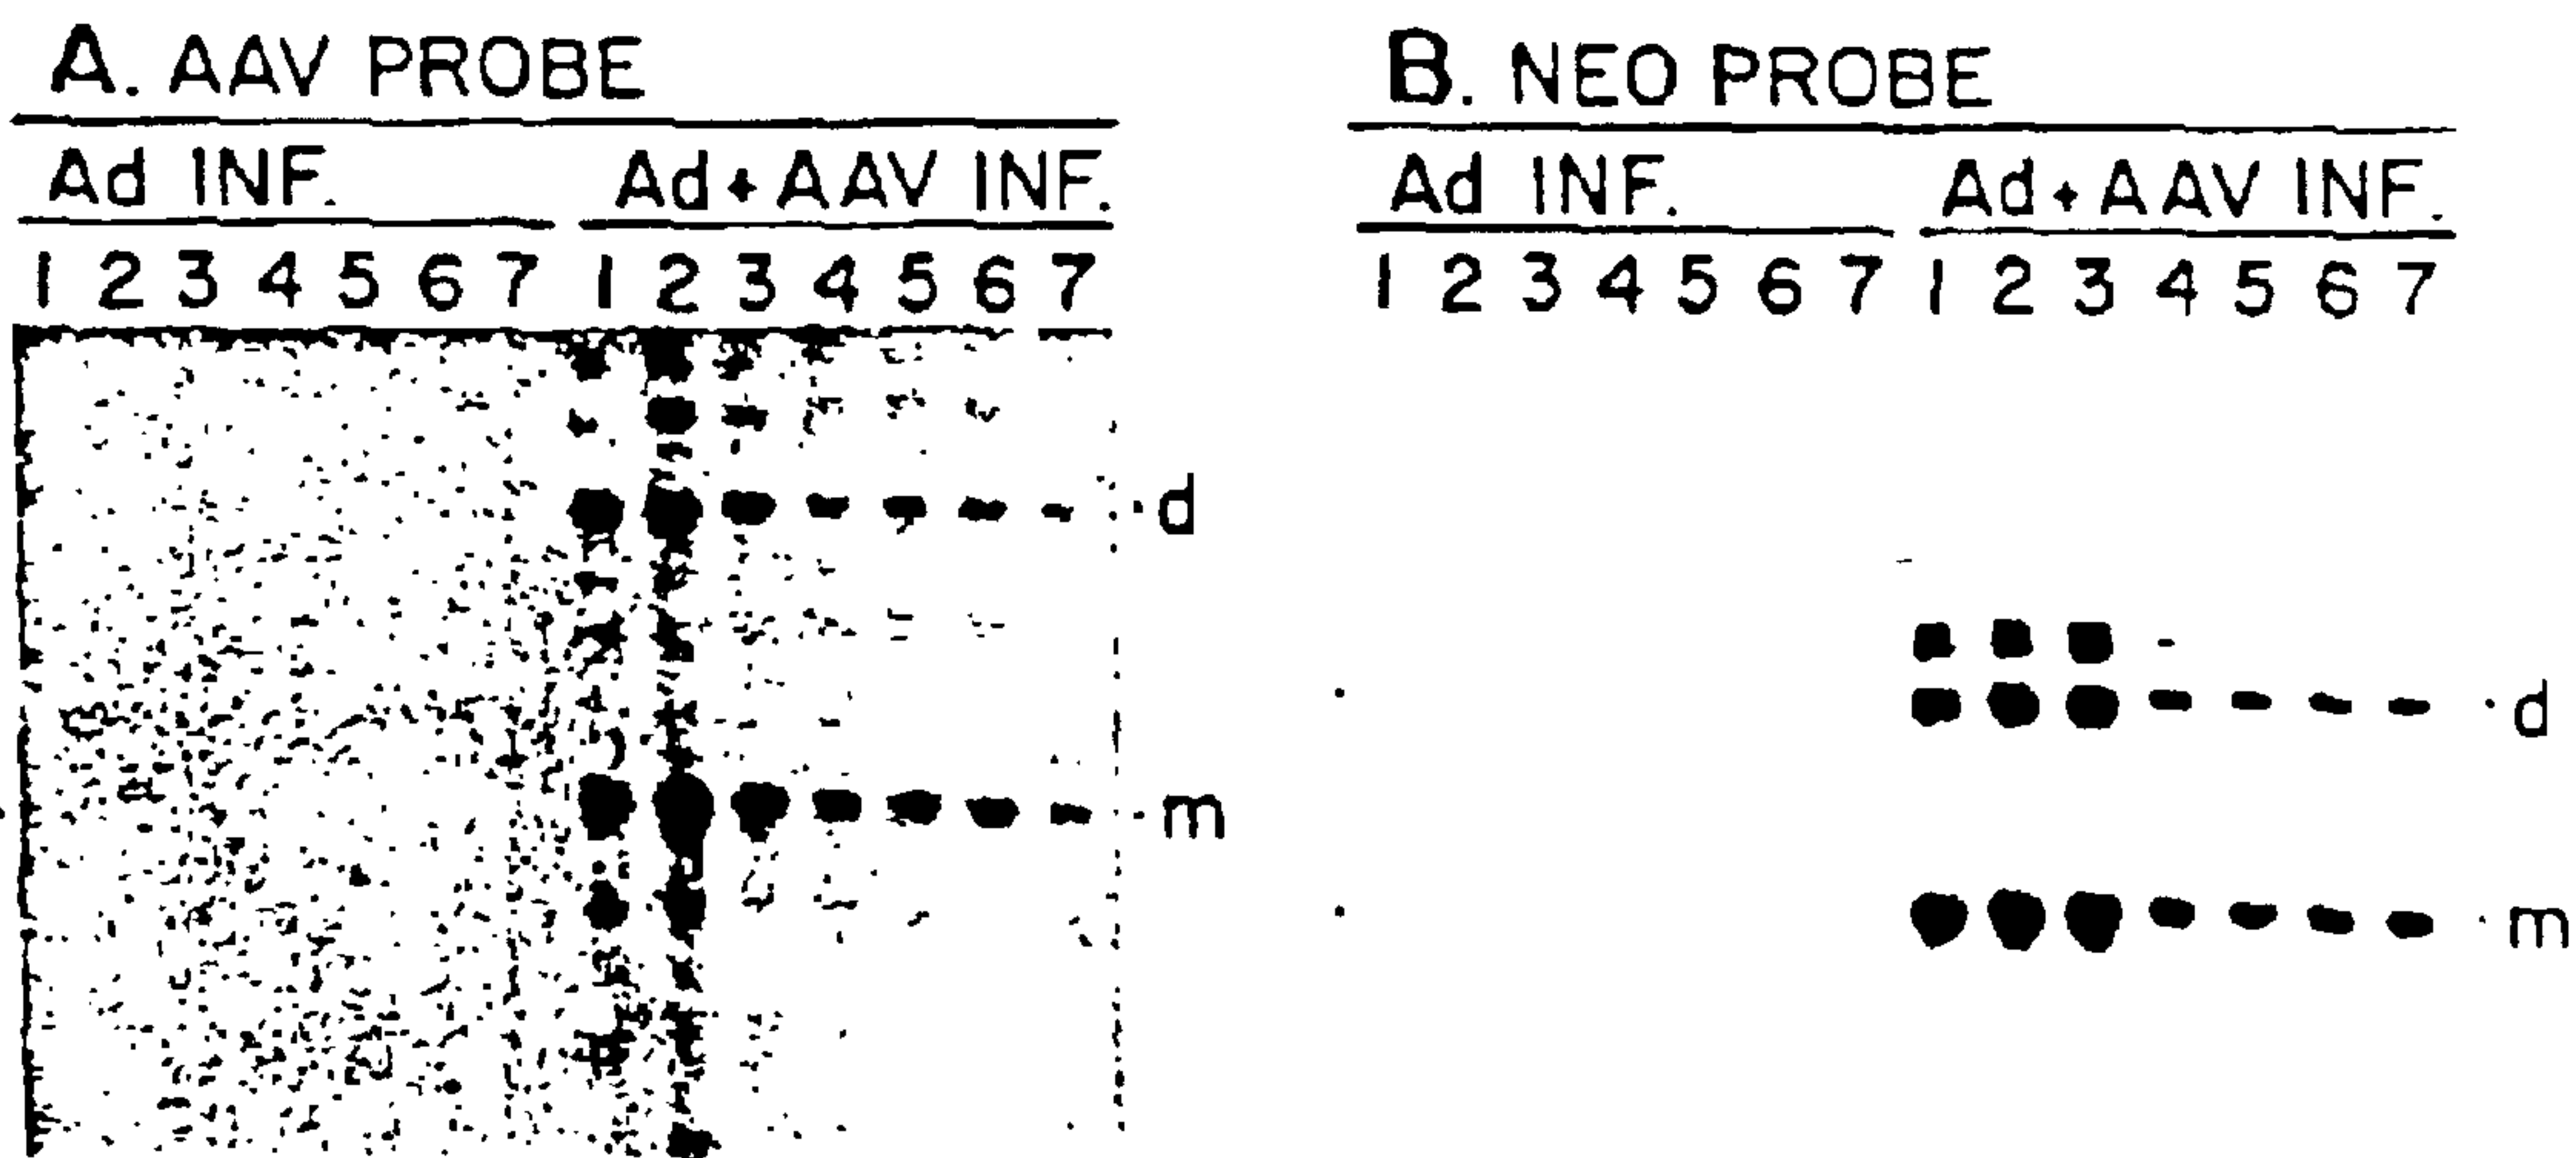 A. AAV PROBE
Ad INF. Ad + AAV INF.
1 2 3 4 5 6 7 1 2 3 4 5 6 7
d
m
B. NEO PROBE
Ad INF. Ad + AAV INF.
1 2 3 4 5 6 7 1 2 3 4 5 6 7
d
m